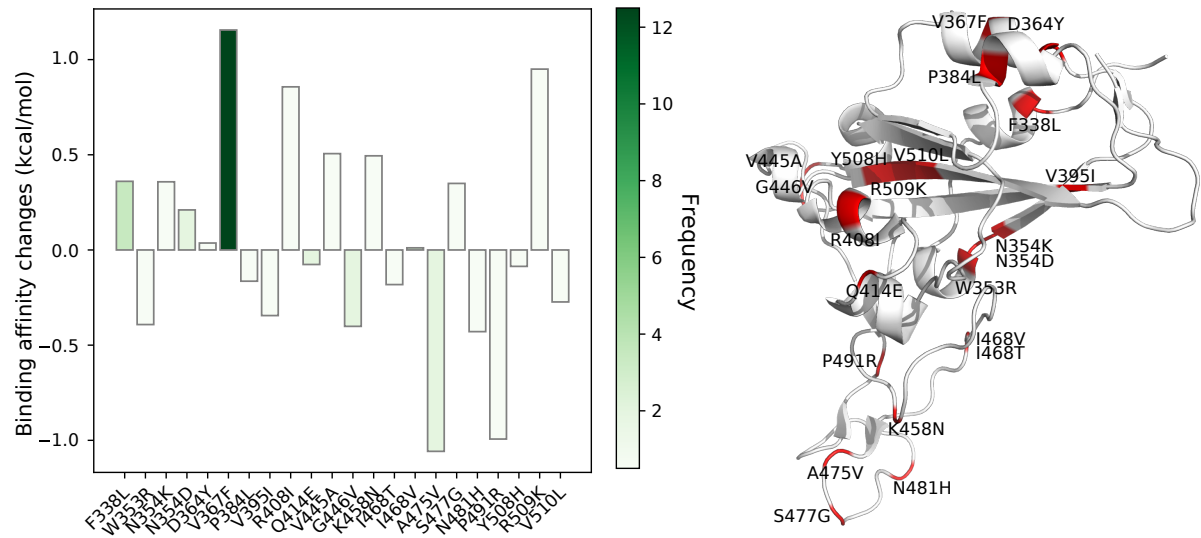 Binding affinity changes (kcal/mol)
1.0
0.5
0.0
−0.5
−1.0
F338L
W353R
N354K
N354D
D364Y
V367F
P384L
V395I
R408I
Q414E
V445A
G446V
K458N
I468T
I468V
A475V
S477G
N481H
P491R
Y508H
R509K
V510L
12
10
8
6
4
2
Frequency
V367F D364Y
P384L
F338L
V445A Y508H V510L
G446V R509K V395I
R408I N354K
N354D
Q414E W353R
I468V
P491R I468T
K458N
A475V
N481H
S477G